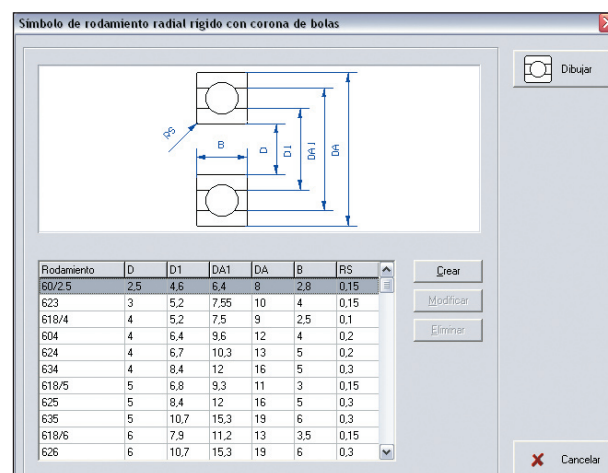 Símbolo de rodamiento radial rígido con corona de bolas
Dibujar
RS
B
D
D1
DA1
DA
Rodamiento D D1 DA1 DA B RS
60/2.5 2,5 4,6 6,4 8 2,8 0,15
623 3 5,2 7,55 10 4 0,15
618/4 4 5,2 7,5 9 2,5 0,1
604 4 6,4 9,6 12 4 0,2
624 4 6,7 10,3 13 5 0,2
634 4 8,4 12 16 5 0,3
618/5 5 6,8 9,3 11 3 0,15
625 5 8,4 12 16 5 0,3
635 5 10,7 15,3 19 6 0,3
618/6 6 7,9 11,2 13 3,5 0,15
626 6 10,7 15,3 19 6 0,3
Crear
Modificar
Eliminar
Cancelar